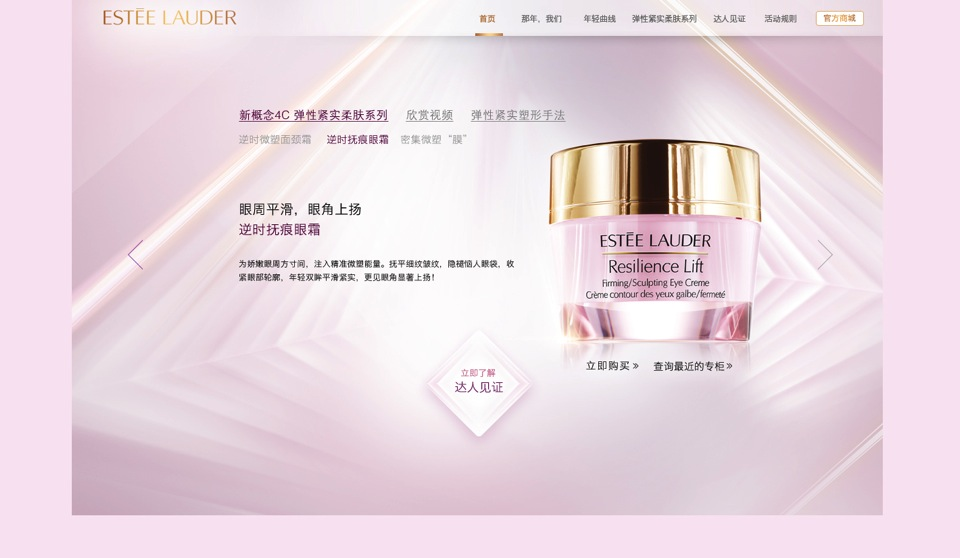 ESTĒE LAUDER
首页 那年，我们 年轻曲线 弹性紧实柔肤系列 达人见证 活动规则 官方商城
新概念4C 弹性紧实柔肤系列 欣赏视频 弹性紧实塑形手法
逆时微塑面颈霜 逆时抚痕眼霜 密集微塑“膜”
眼周平滑，眼角上扬
逆时抚痕眼霜
为娇嫩眼周方寸间，注入精准微塑能量。抚平细纹皱纹，隐褪恼人眼袋，收
紧眼部轮廓，年轻双眸平滑紧实，更见眼角显著上扬！
ESTĒE LAUDER
Resilience Lift
Firming/Sculpting Eye Creme
Crème contour des yeux galbe/fermeté
立即购买 » 查询最近的专柜 »
立即了解
达人见证